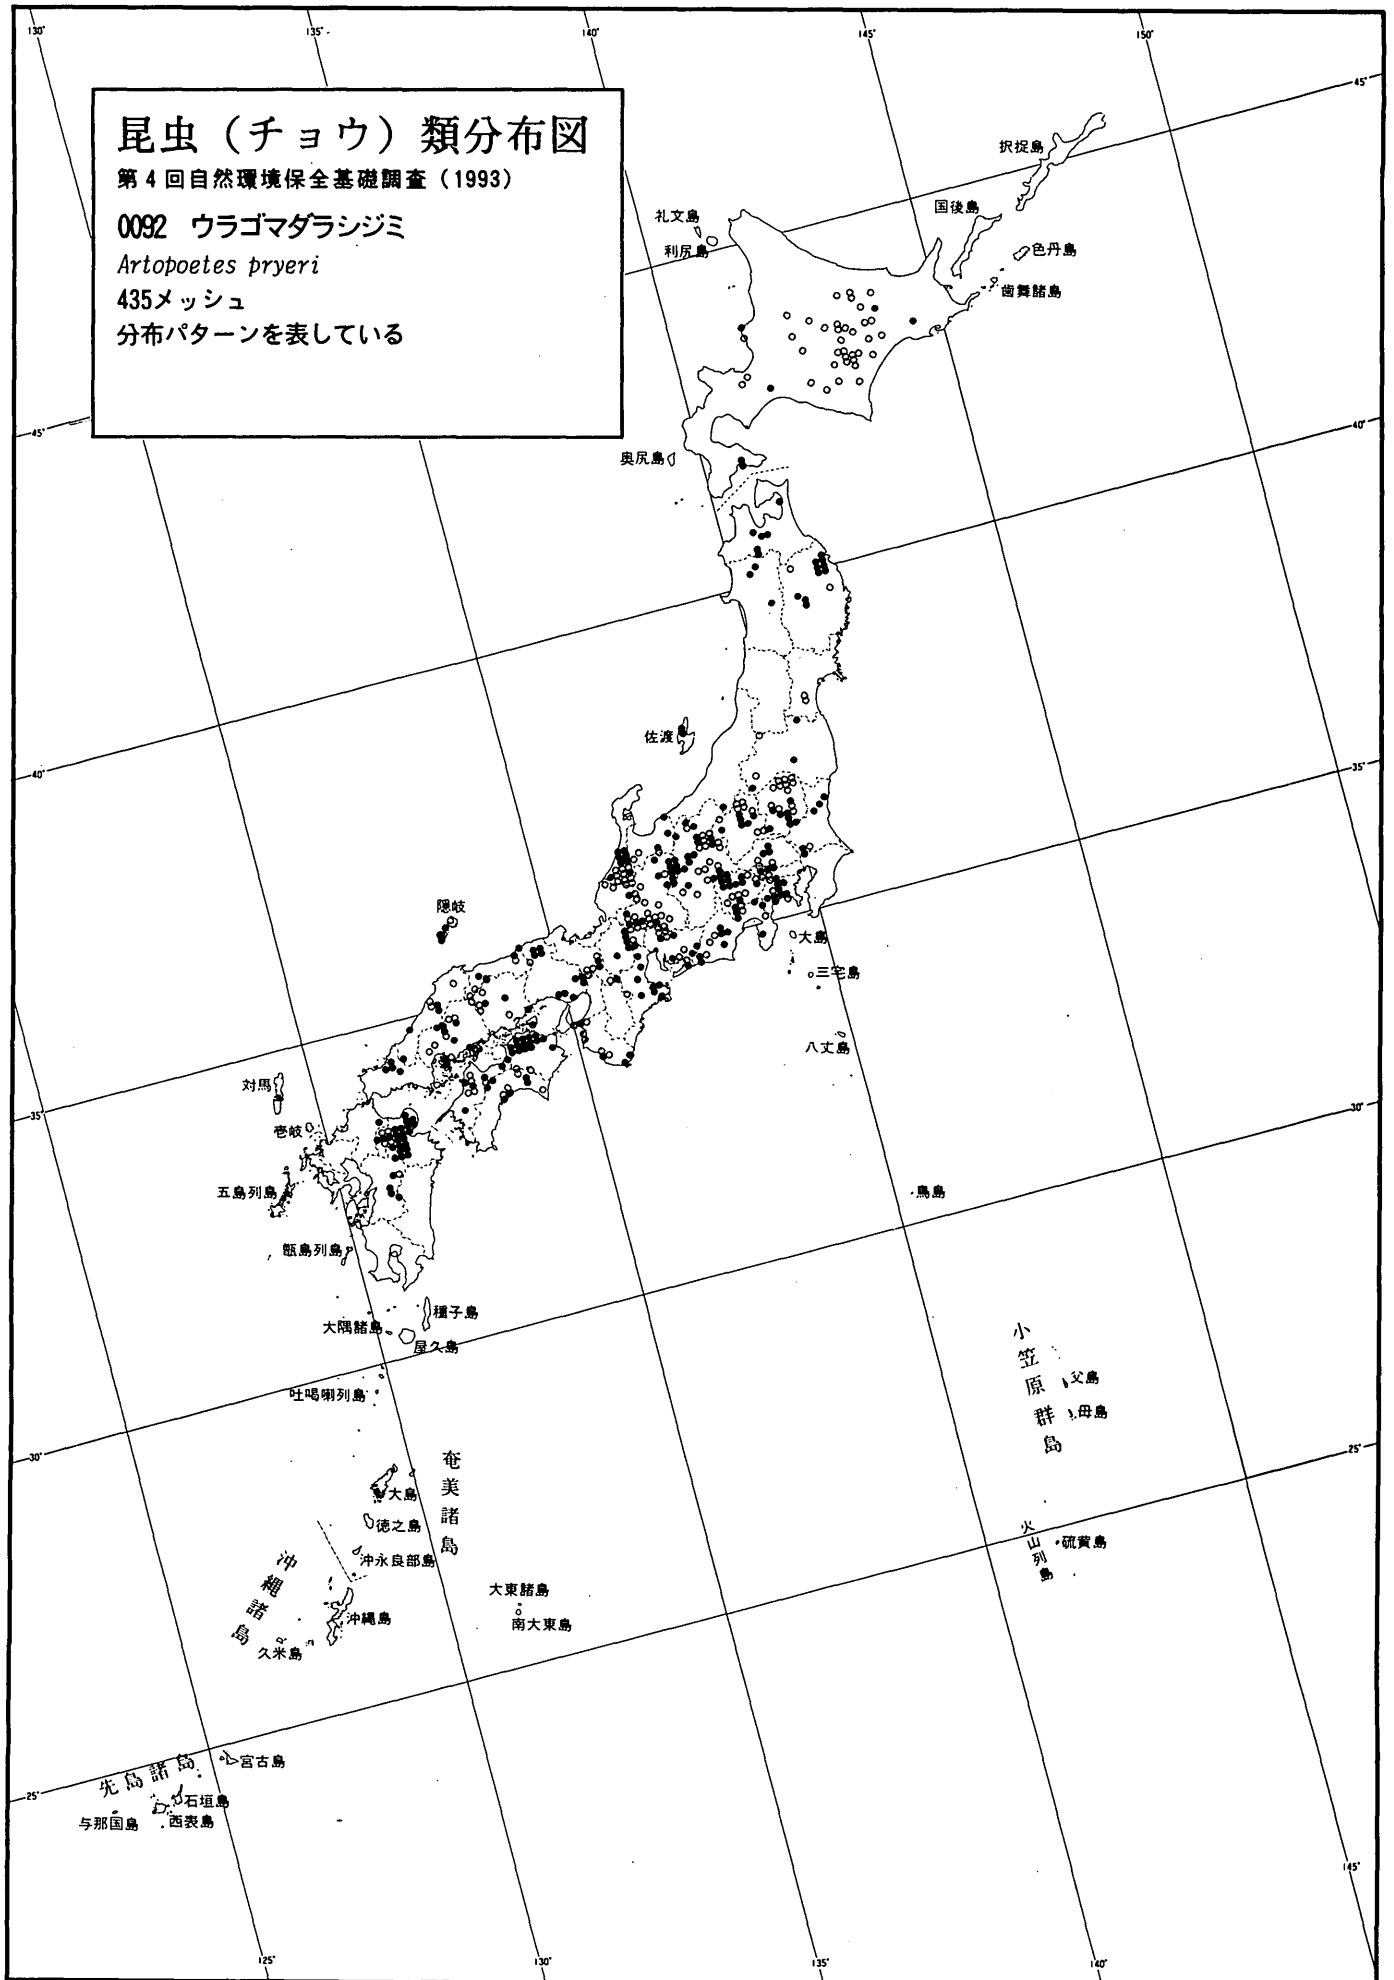 130°
135°
140°
145°
150°
昆虫（チョウ）類分布図
第4回自然環境保全基礎調査（1993）
0092 ウラゴマダラシジミ
Artopoetes pryeri
435メッシュ
分布パターンを表している
45°
択捉島
国後島
礼文島
利尻島
色丹島
歯舞諸島
45°
40°
奥尻島
佐渡
35°
40°
隠岐
大島
三宅島
八丈島
対馬
35°
壱岐
30°
五島列島
鳥島
甑島列島
種子島
大隅諸島
屋久島
吐喝喇列島
小笠原群島
父島
母島
30°
25°
奄美諸島
大島
徳之島
沖永良部島
火山列島
硫黄島
沖縄諸島
大東諸島
沖縄島
南大東島
久米島
先島諸島
宮古島
25°
石垣島
与那国島
西表島
145°
125°
130°
135°
140°